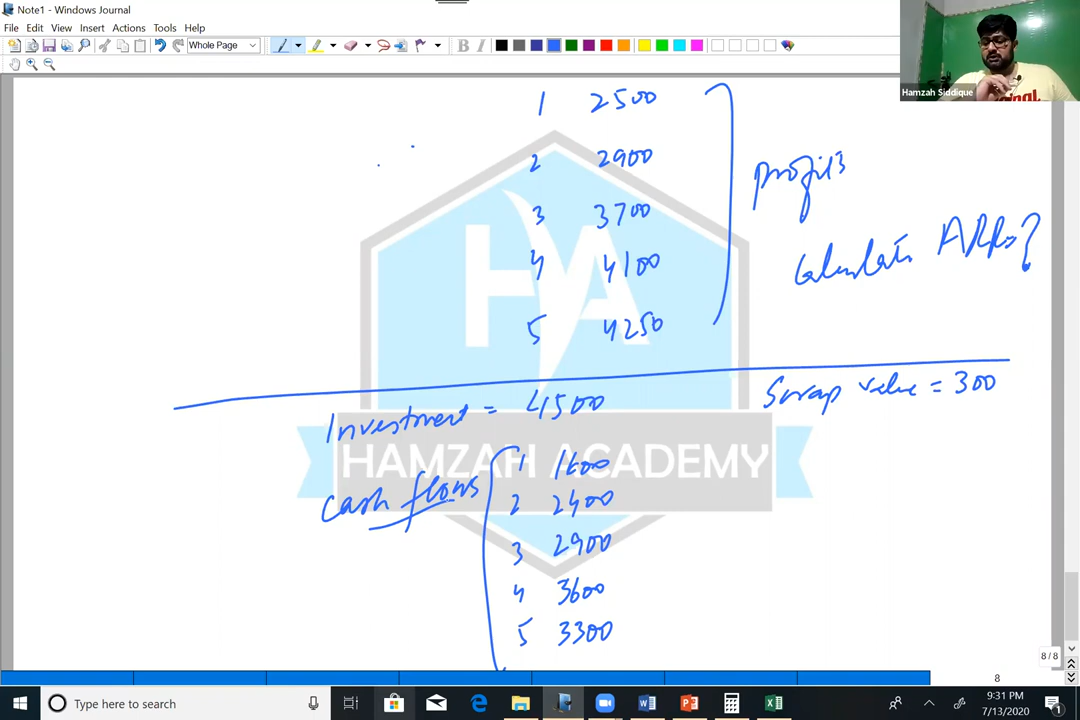 Note1 - Windows Journal
File Edit View Insert Actions Tools Help
Whole Page
Hamzah Siddique
1 2500
2 2900
3 3700
4 4100
5 4250
Profits
Calculate ARR=?
Scrap value = 300
Investment = 4500
HAMZAH ACADEMY
Cash flows
1 1600
2 2400
3 2900
4 3600
5 3300
8 / 8
8
Type here to search
9:31 PM
7/13/2020